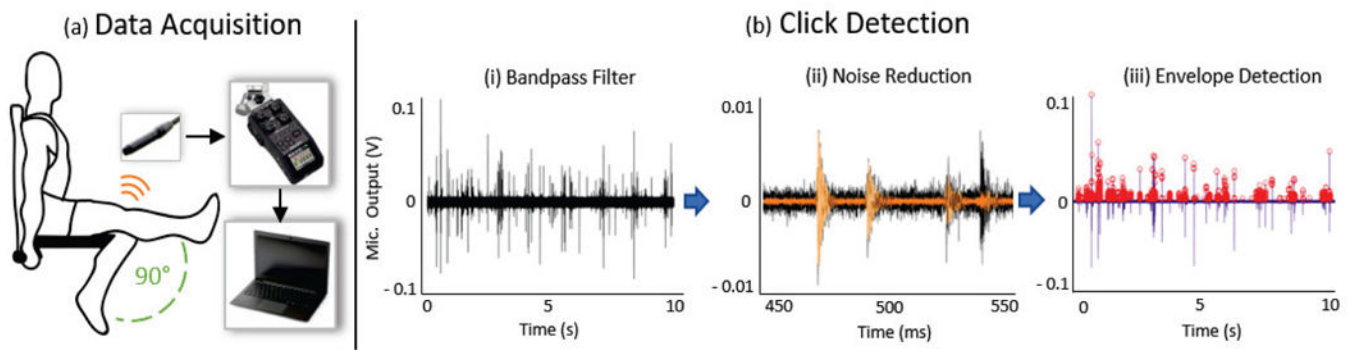 (a) Data Acquisition
90°
(b) Click Detection
(i) Bandpass Filter
(ii) Noise Reduction
(iii) Envelope Detection
Mic. Output (V)
0.1
0
- 0.1
0
5
10
Time (s)
0.01
0
- 0.01
450
500
550
Time (ms)
0.1
0
- 0.1
0
5
10
Time (s)